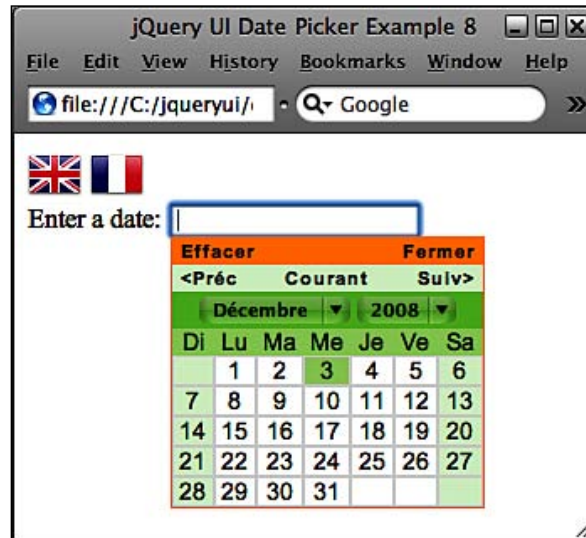 jQuery UI Date Picker Example 8
File Edit View History Bookmarks Window Help
file:///C:/jqueryui/ Google »
Enter a date:
Effacer Fermer
<Préc Courant Suiv>
Décembre 2008
Di Lu Ma Me Je Ve Sa
1 2 3 4 5 6
7 8 9 10 11 12 13
14 15 16 17 18 19 20
21 22 23 24 25 26 27
28 29 30 31